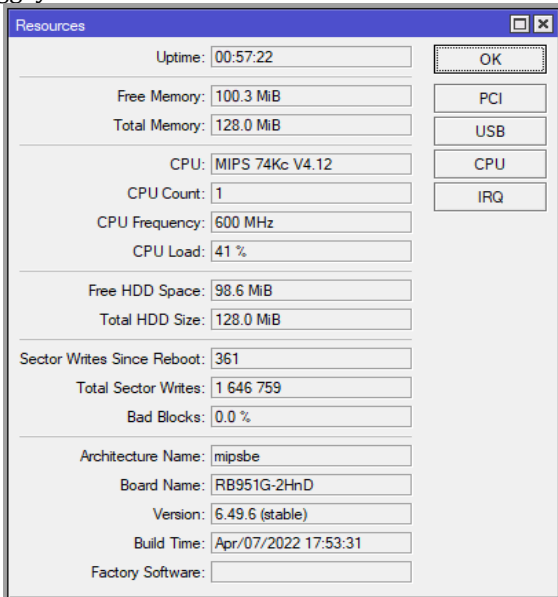 Resources
Uptime: 00:57:22
OK
Free Memory: 100.3 MiB
PCI
Total Memory: 128.0 MiB
USB
CPU: MIPS 74Kc V4.12
CPU
CPU Count: 1
IRQ
CPU Frequency: 600 MHz
CPU Load: 41 %
Free HDD Space: 98.6 MiB
Total HDD Size: 128.0 MiB
Sector Writes Since Reboot: 361
Total Sector Writes: 1 646 759
Bad Blocks: 0.0 %
Architecture Name: mipsbe
Board Name: RB951G-2HnD
Version: 6.49.6 (stable)
Build Time: Apr/07/2022 17:53:31
Factory Software: